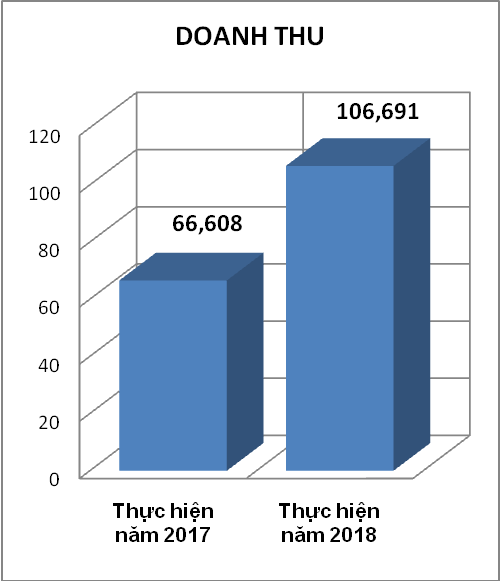 DOANH THU
120
100
80
60
40
20
0
66,608
106,691
Thực hiện
năm 2017
Thực hiện
năm 2018